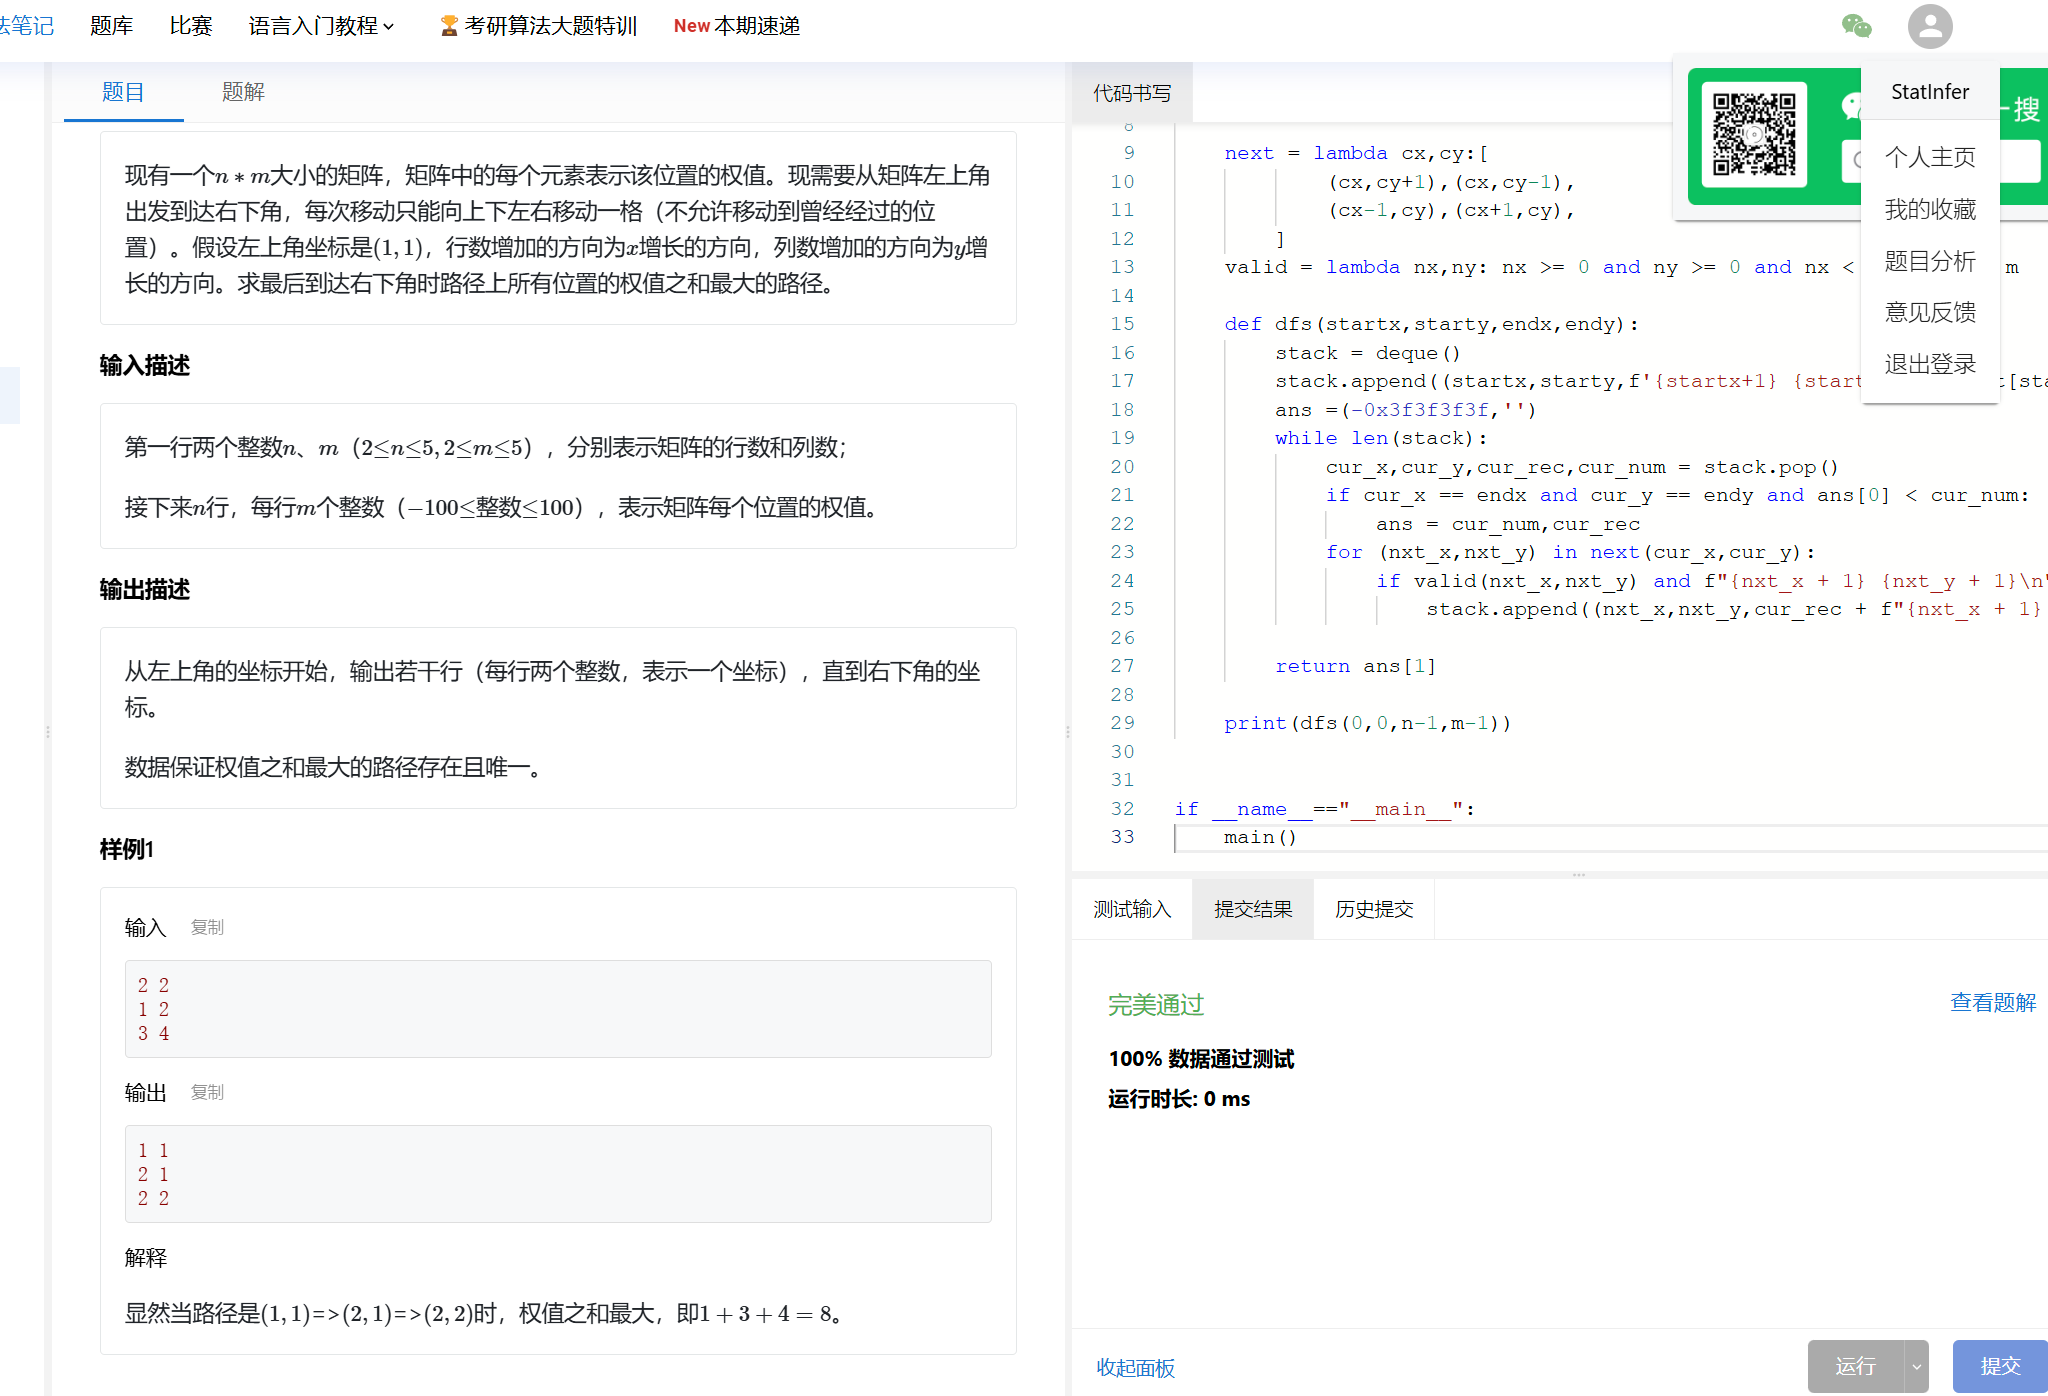 法笔记 题库 比赛 语言入门教程 考研算法大题特训 New 本期速递
题目 题解
现有一个n * m大小的矩阵，矩阵中的每个元素表示该位置的权值。现需要从矩阵左上角
出发到达右下角，每次移动只能向上下左右移动一格（不允许移动到曾经经过的位
置）。假设左上角坐标是(1, 1)，行数增加的方向为x增长的方向，列数增加的方向为y增
长的方向。求最后到达右下角时路径上所有位置的权值之和最大的路径。
输入描述
第一行两个整数n、m（2≤n≤5, 2≤m≤5），分别表示矩阵的行数和列数；
接下来n行，每行m个整数（−100≤整数≤100），表示矩阵每个位置的权值。
输出描述
从左上角的坐标开始，输出若干行（每行两个整数，表示一个坐标），直到右下角的坐
标。
数据保证权值之和最大的路径存在且唯一。
样例1
输入 复制
2 2
1 2
3 4
输出 复制
1 1
2 1
2 2
解释
显然当路径是(1, 1)=>(2, 1)=>(2, 2)时，权值之和最大，即1 + 3 + 4 = 8。
代码书写
8
9 next = lambda cx,cy:[
10 (cx,cy+1),(cx,cy-1),
11 (cx-1,cy),(cx+1,cy),
12 ]
13 valid = lambda nx,ny: nx >= 0 and ny >= 0 and nx < m
14
15 def dfs(startx,starty,endx,endy):
16 stack = deque()
17 stack.append((startx,starty,f'{startx+1} {start [sta
18 ans =(-0x3f3f3f3f,'')
19 while len(stack):
20 cur_x,cur_y,cur_rec,cur_num = stack.pop()
21 if cur_x == endx and cur_y == endy and ans[0] < cur_num:
22 ans = cur_num,cur_rec
23 for (nxt_x,nxt_y) in next(cur_x,cur_y):
24 if valid(nxt_x,nxt_y) and f"{nxt_x + 1} {nxt_y + 1}\n"
25 stack.append((nxt_x,nxt_y,cur_rec + f"{nxt_x + 1}
26
27 return ans[1]
28
29 print(dfs(0,0,n-1,m-1))
30
31
32 if __name__=="__main__":
33 main()
StatInfer
一搜
个人主页
我的收藏
题目分析
意见反馈
退出登录
测试输入 提交结果 历史提交
完美通过 查看题解
100% 数据通过测试
运行时长: 0 ms
收起面板 运行 提交